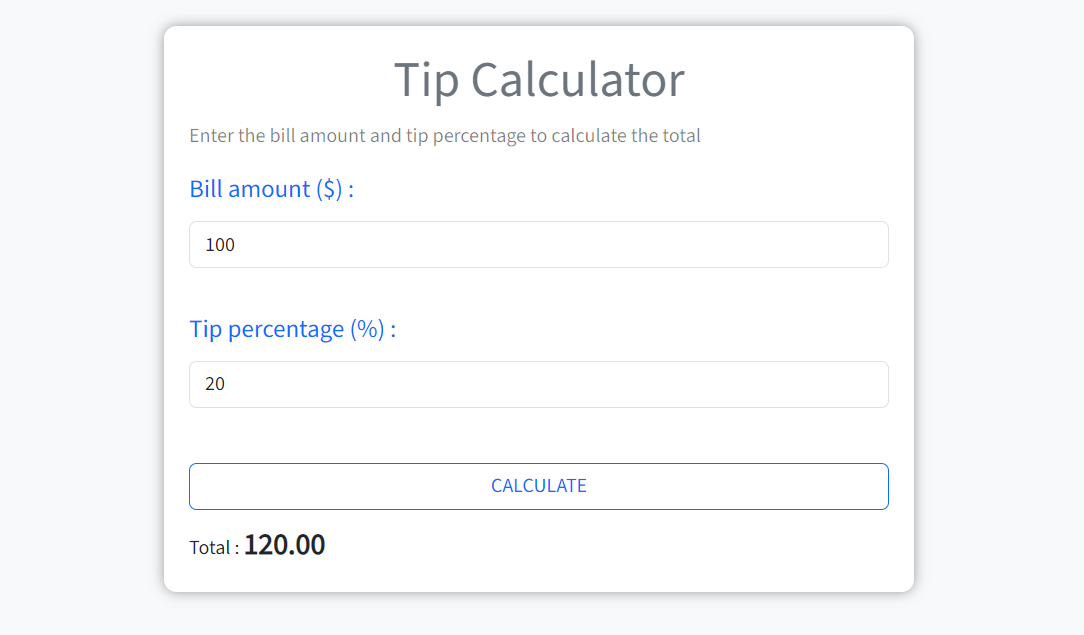 Tip Calculator
Enter the bill amount and tip percentage to calculate the total
Bill amount ($) :
100
Tip percentage (%) :
20
CALCULATE
Total : 120.00